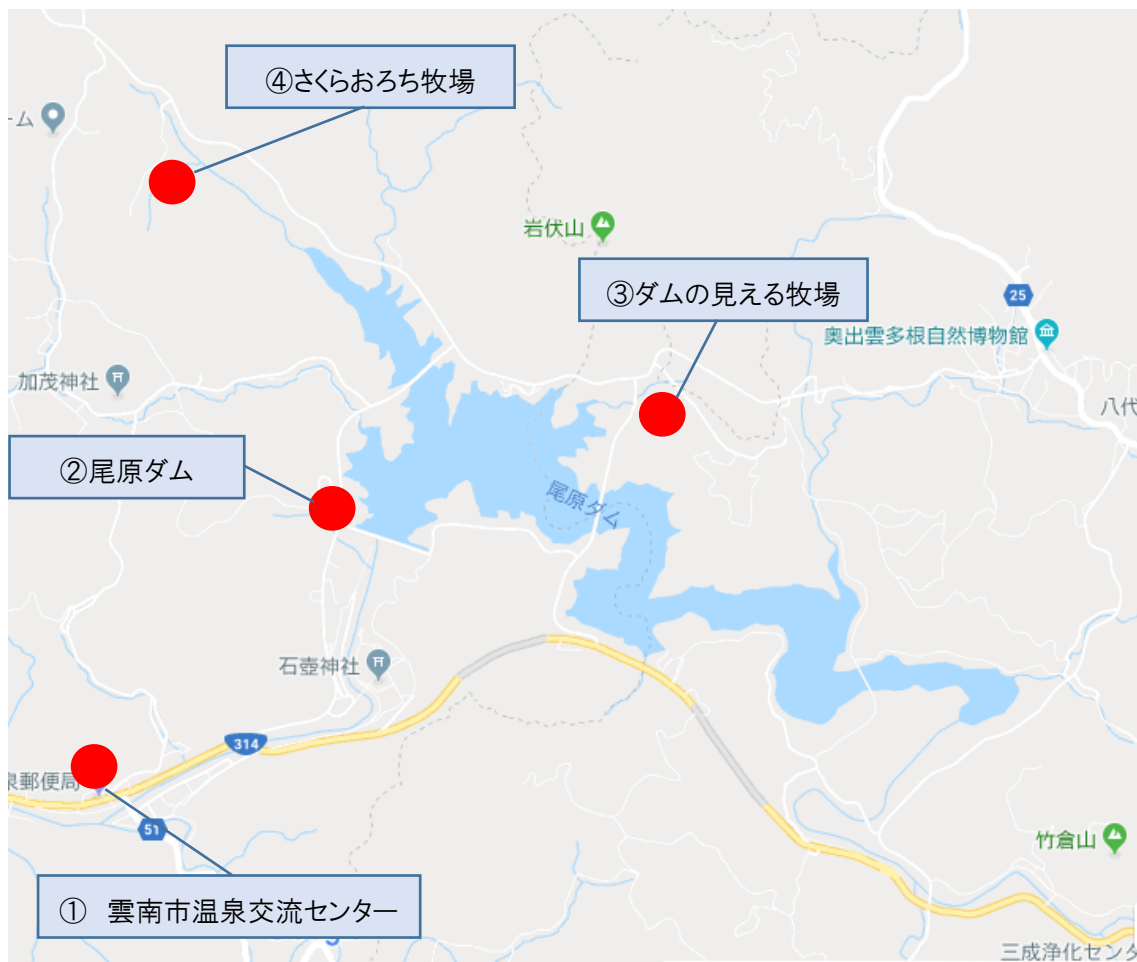 ④さくらおろち牧場
ーム
岩伏山
③ダムの見える牧場
25
奥出雲多根自然博物館
加茂神社
八代
②尾原ダム
尾原ダム
石壺神社
314
泉郵便局
51
竹倉山
① 雲南市温泉交流センター
三成浄化センタ